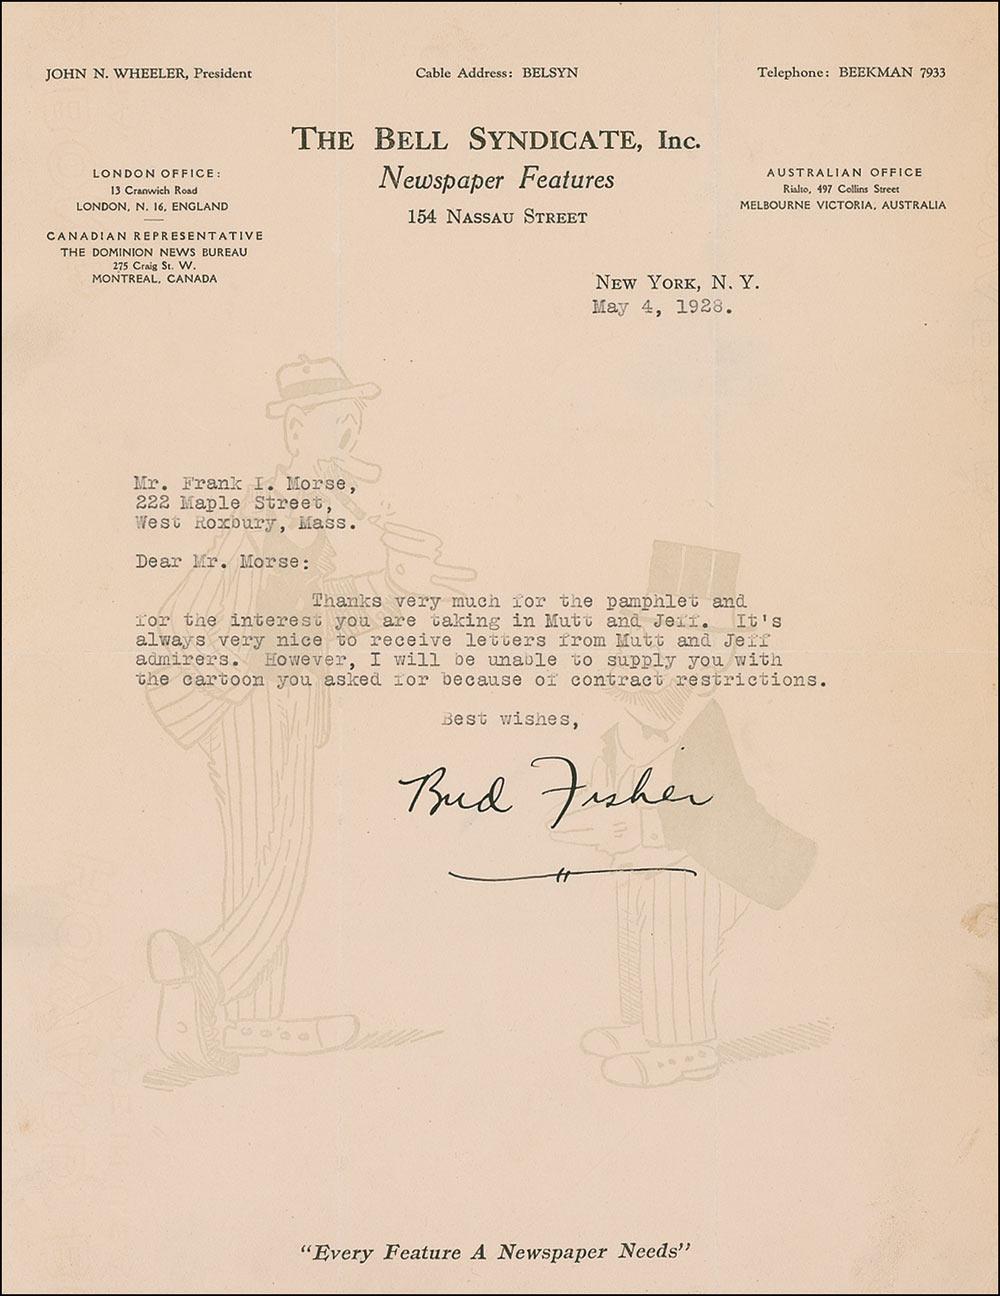 JOHN N. WHEELER, President
Cable Address: BELSYN
Telephone: BEEKMAN 7933
THE BELL SYNDICATE, Inc.
Newspaper Features
154 NASSAU STREET
LONDON OFFICE:
13 Cranwich Road
LONDON, N. 16, ENGLAND
CANADIAN REPRESENTATIVE
THE DOMINION NEWS BUREAU
275 Craig St. W.
MONTREAL, CANADA
AUSTRALIAN OFFICE
Rialto, 497 Collins Street
MELBOURNE VICTORIA, AUSTRALIA
NEW YORK, N. Y.
May 4, 1928.
Mr. Frank I. Morse,
222 Maple Street,
West Roxbury, Mass.
Dear Mr. Morse:
Thanks very much for the pamphlet and
for the interest you are taking in Mutt and Jeff. It's
always very nice to receive letters from Mutt and Jeff
admirers. However, I will be unable to supply you with
the cartoon you asked for because of contract restrictions.
Best wishes,
Bud Fisher
"Every Feature A Newspaper Needs"